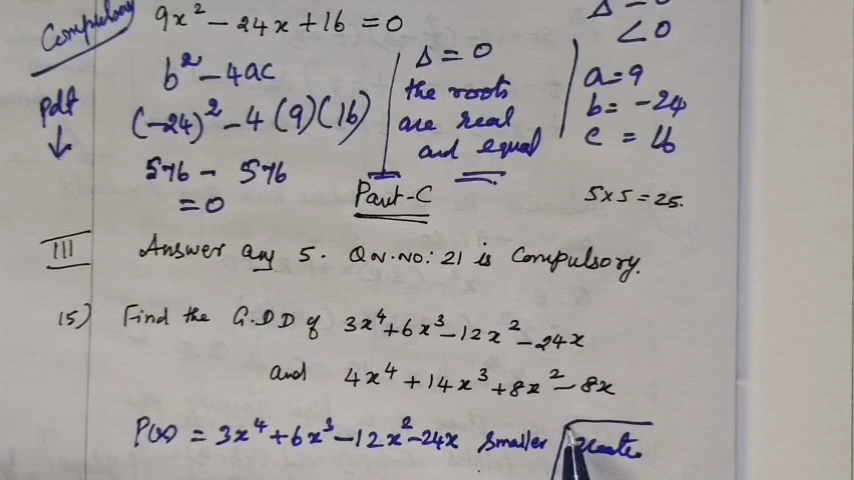 Compulsory
9x² - 24x + 16 = 0
b² - 4ac
(-24)² - 4(9)(16)
576 - 576
= 0
pdf
↓
Δ = 0
the roots
are real
and equal
<0
a = 9
b = -24
c = 16
Part-C
5x5 = 25.
III Answer any 5. QN.NO: 21 is Compulsory.
15) Find the G.D.D of 3x⁴+6x³-12x²-24x
and 4x⁴+14x³+8x²-8x
P(x) = 3x⁴+6x³-12x²-24x smaller